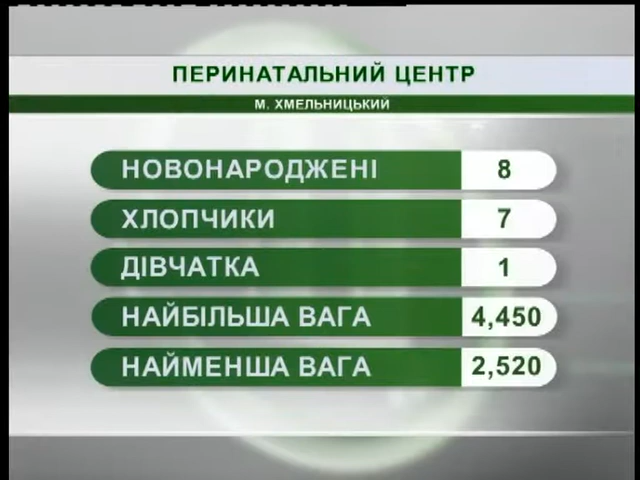 ПЕРИНАТАЛЬНИЙ ЦЕНТР
М. ХМЕЛЬНИЦЬКИЙ
НОВОНАРОДЖЕНІ 8
ХЛОПЧИКИ 7
ДІВЧАТКА 1
НАЙБІЛЬША ВАГА 4,450
НАЙМЕНША ВАГА 2,520